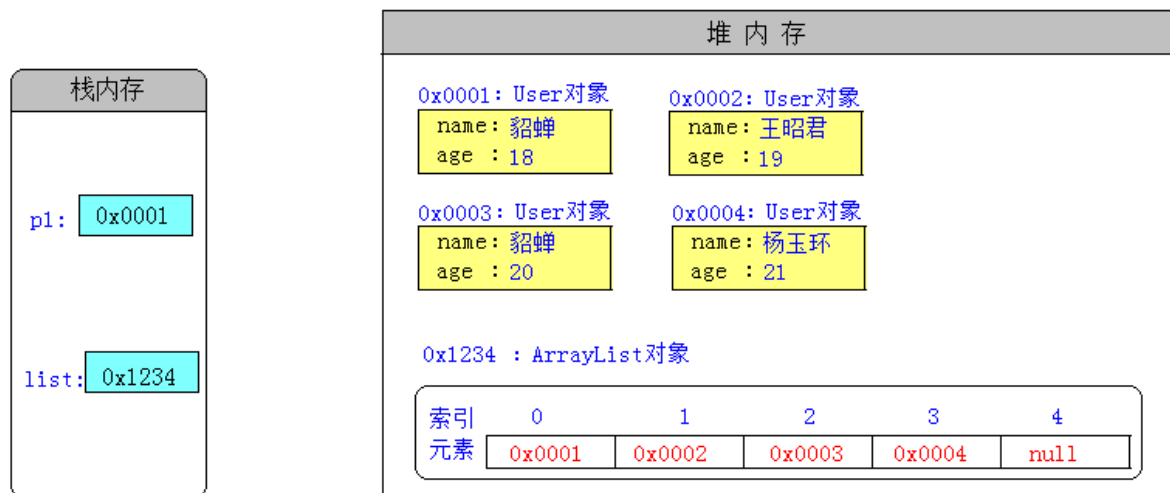 栈内存
p1: 0x0001
list: 0x1234
堆 内 存
0x0001: User对象
name: 貂蝉
age : 18
0x0002: User对象
name: 王昭君
age : 19
0x0003: User对象
name: 貂蝉
age : 20
0x0004: User对象
name: 杨玉环
age : 21
0x1234 : ArrayList对象
索引 0 1 2 3 4
元素 0x0001 0x0002 0x0003 0x0004 null